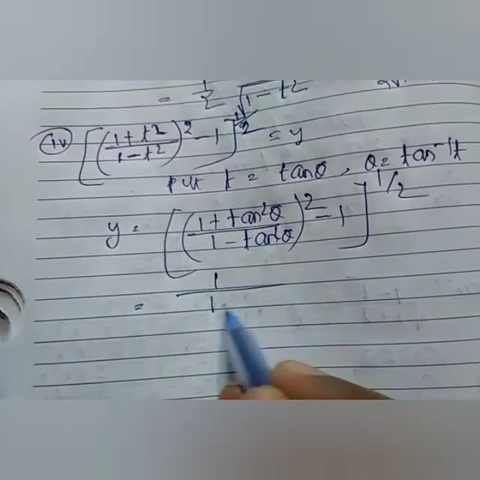 = 1/2 √1 - t²
(iv) [((1 + t²)/(1 - t²))² - 1]^1/2 = y
put t = tanθ, θ = tan⁻¹t
y = [((1 + tan²θ)/(1 - tan²θ))² - 1]^1/2
= 1/1